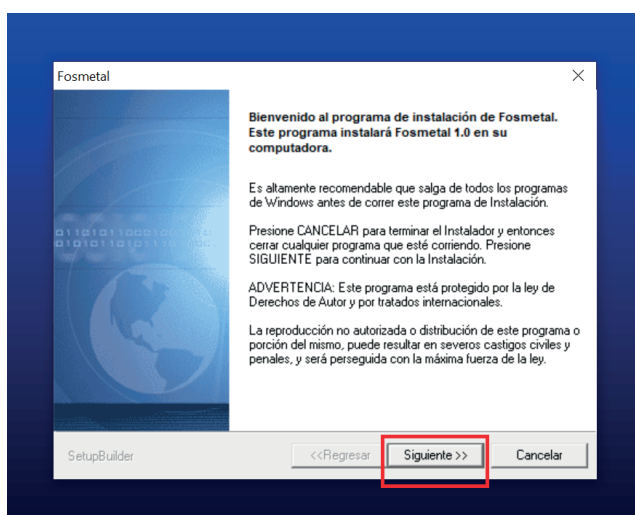 Fosmetal
Bienvenido al programa de instalación de Fosmetal.
Este programa instalará Fosmetal 1.0 en su
computadora.
Es altamente recomendable que salga de todos los programas
de Windows antes de correr este programa de Instalación.
Presione CANCELAR para terminar el Instalador y entonces
cerrar cualquier programa que esté corriendo. Presione
SIGUIENTE para continuar con la Instalación.
ADVERTENCIA: Este programa está protegido por la ley de
Derechos de Autor y por tratados internacionales.
La reproducción no autorizada o distribución de este programa o
porción del mismo, puede resultar en severos castigos civiles y
penales, y será perseguida con la máxima fuerza de la ley.
SetupBuilder
<<Regresar
Siguiente >>
Cancelar